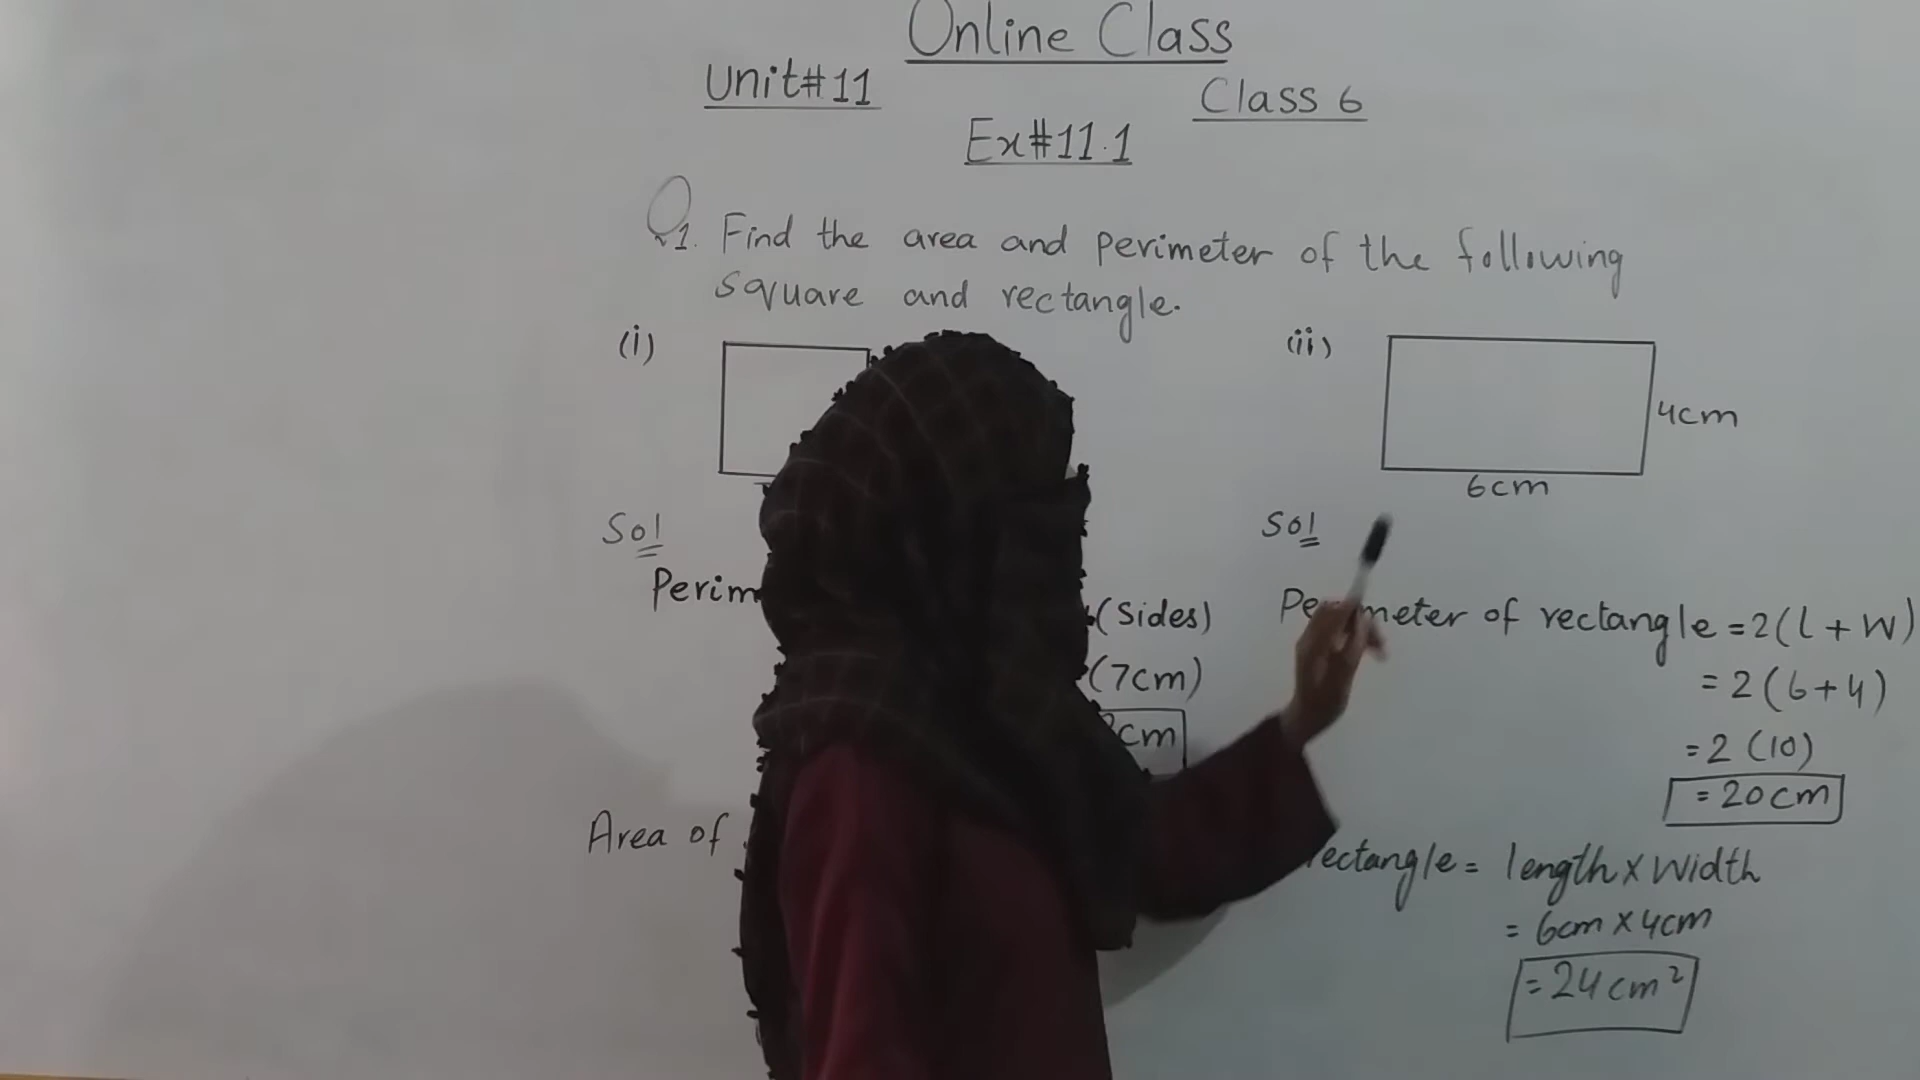 Online Class
Unit#11
Class 6
Ex#11.1
Q1. Find the area and perimeter of the following
square and rectangle.
(i)
(ii)
4cm
6cm
Sol
(Sides)
(7cm)
cm
Area of
Sol
of rectangle = 2(l + w)
= 2 (6+4)
= 2 (10)
= 20cm
rectangle = length x width
= 6cm x 4cm
= 24cm²